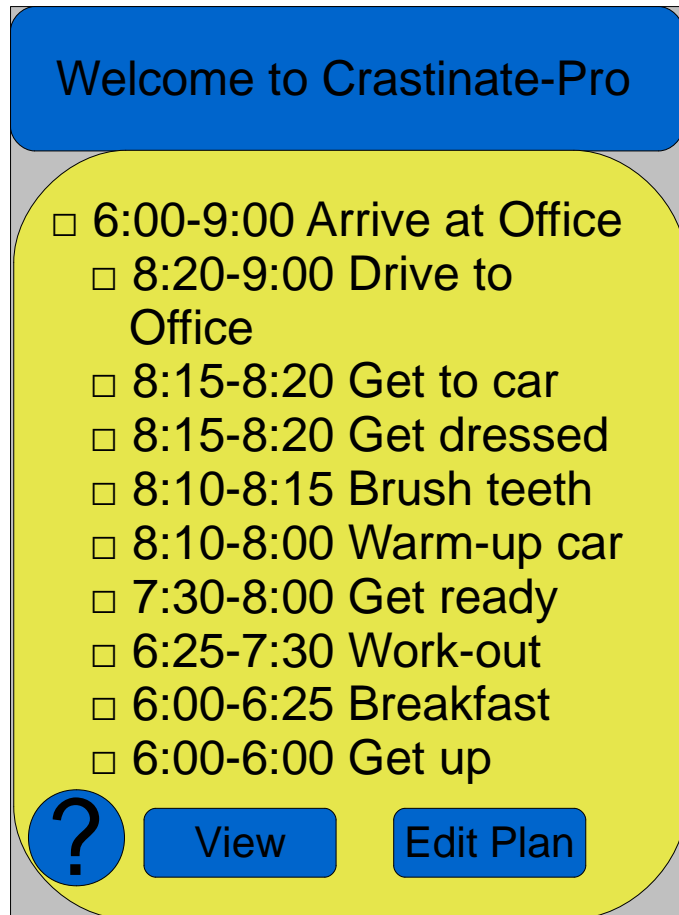 Welcome to Crastinate-Pro
□ 6:00-9:00 Arrive at Office
□ 8:20-9:00 Drive to
Office
□ 8:15-8:20 Get to car
□ 8:15-8:20 Get dressed
□ 8:10-8:15 Brush teeth
□ 8:10-8:00 Warm-up car
□ 7:30-8:00 Get ready
□ 6:25-7:30 Work-out
□ 6:00-6:25 Breakfast
□ 6:00-6:00 Get up
? View Edit Plan